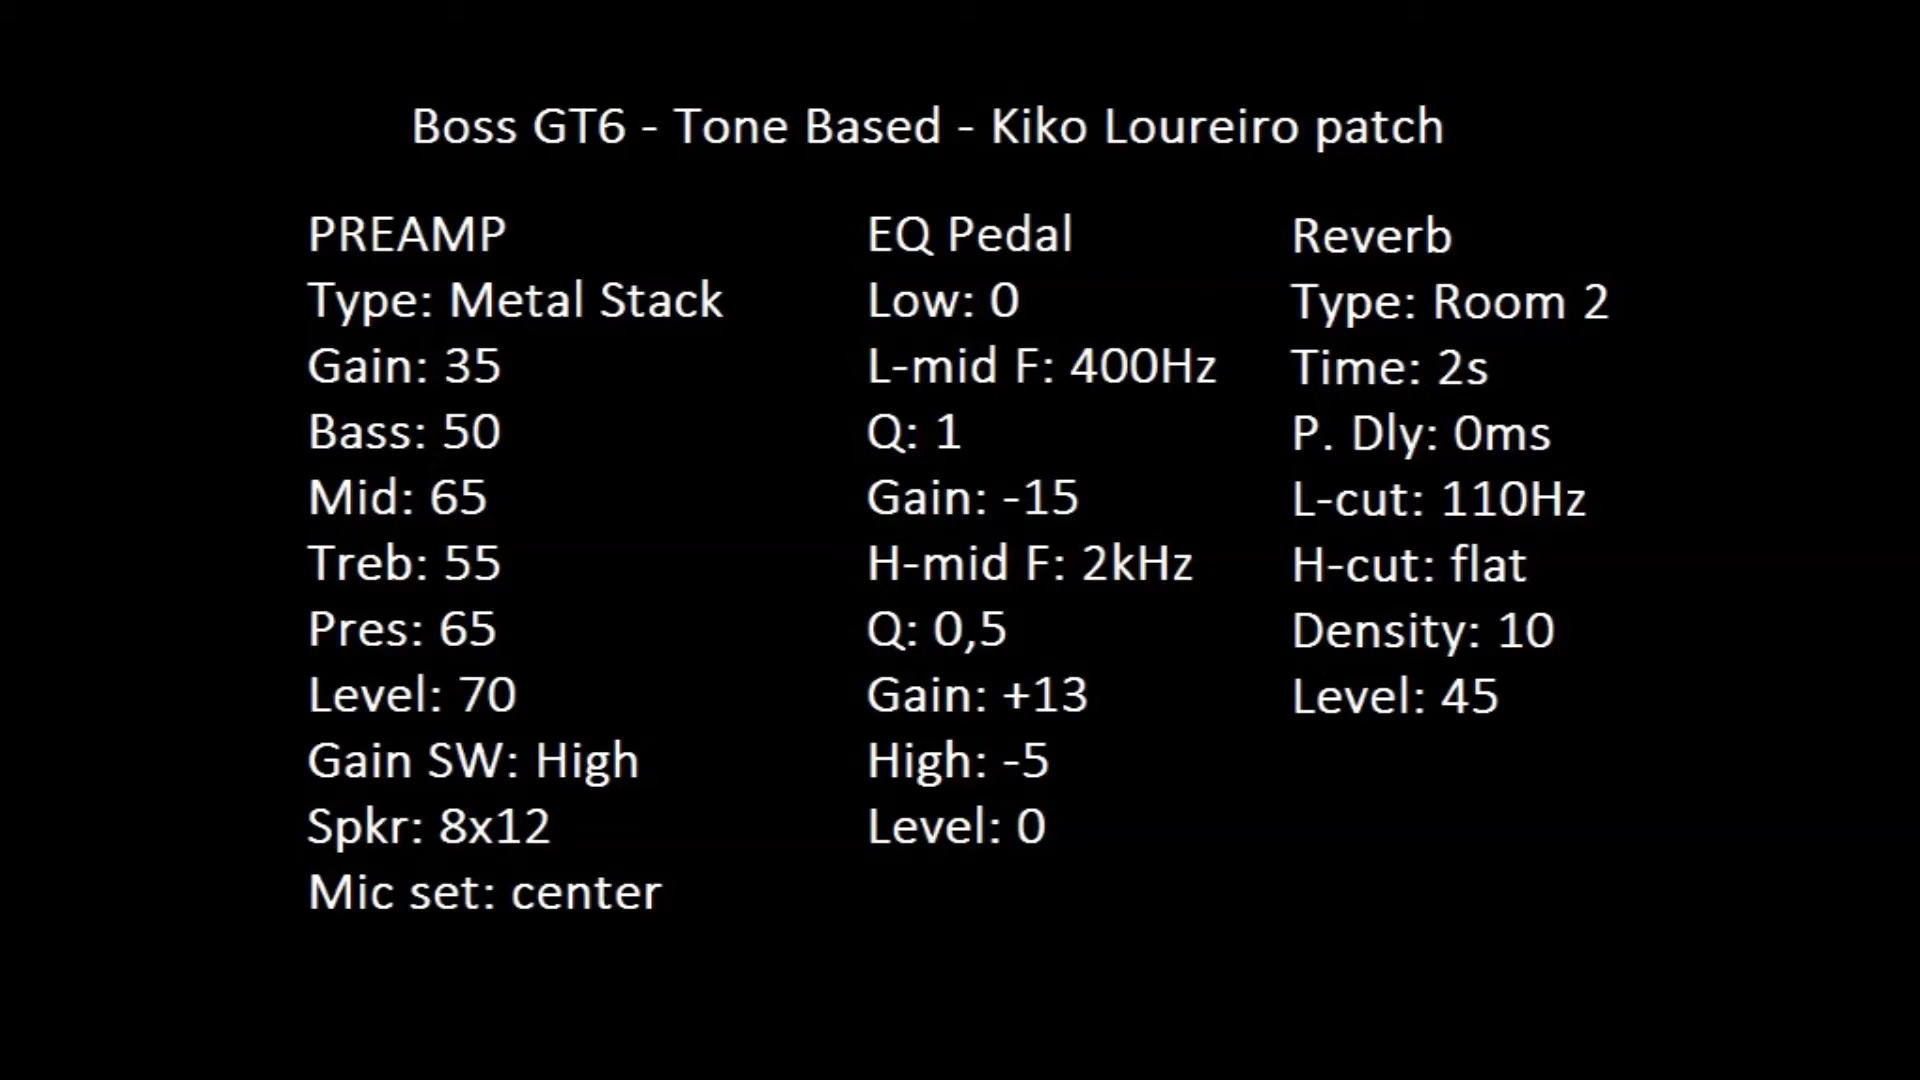 Boss GT6 - Tone Based - Kiko Loureiro patch
PREAMP
Type: Metal Stack
Gain: 35
Bass: 50
Mid: 65
Treb: 55
Pres: 65
Level: 70
Gain SW: High
Spkr: 8x12
Mic set: center
EQ Pedal
Low: 0
L-mid F: 400Hz
Q: 1
Gain: -15
H-mid F: 2kHz
Q: 0,5
Gain: +13
High: -5
Level: 0
Reverb
Type: Room 2
Time: 2s
P. Dly: 0ms
L-cut: 110Hz
H-cut: flat
Density: 10
Level: 45